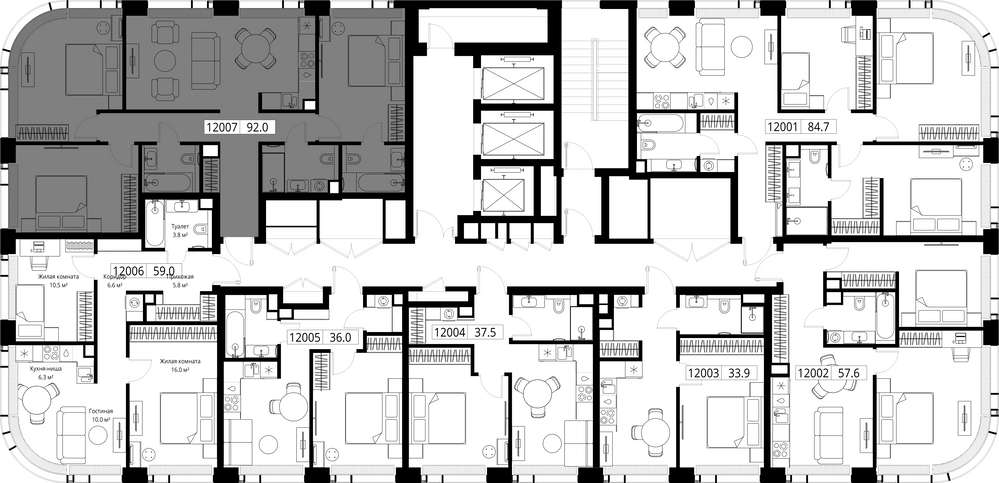 12007 92.0
12001 84.7
Туалет
3.8 м²
12006 59.0
Жилая комната
10.5 м²
Коридор
6.6 м²
Прихожая
5.8 м²
12005 36.0
12004 37.5
Жилая комната
16.0 м²
Кухня-ниша
6.3 м²
12003 33.9
12002 57.6
Гостиная
10.0 м²